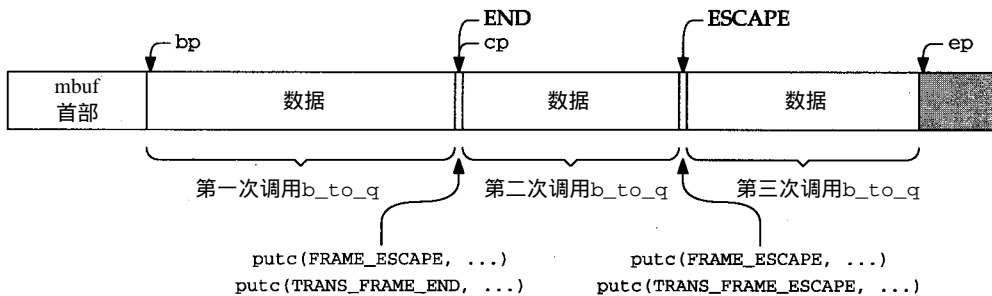 END
ESCAPE
bp
cp
ep
mbuf
首部
数据
数据
数据
第一次调用b_to_q
第二次调用b_to_q
第三次调用b_to_q
putc(FRAME_ESCAPE, ...)
putc(TRANS_FRAME_END, ...)
putc(FRAME_ESCAPE, ...)
putc(TRANS_FRAME_ESCAPE, ...)